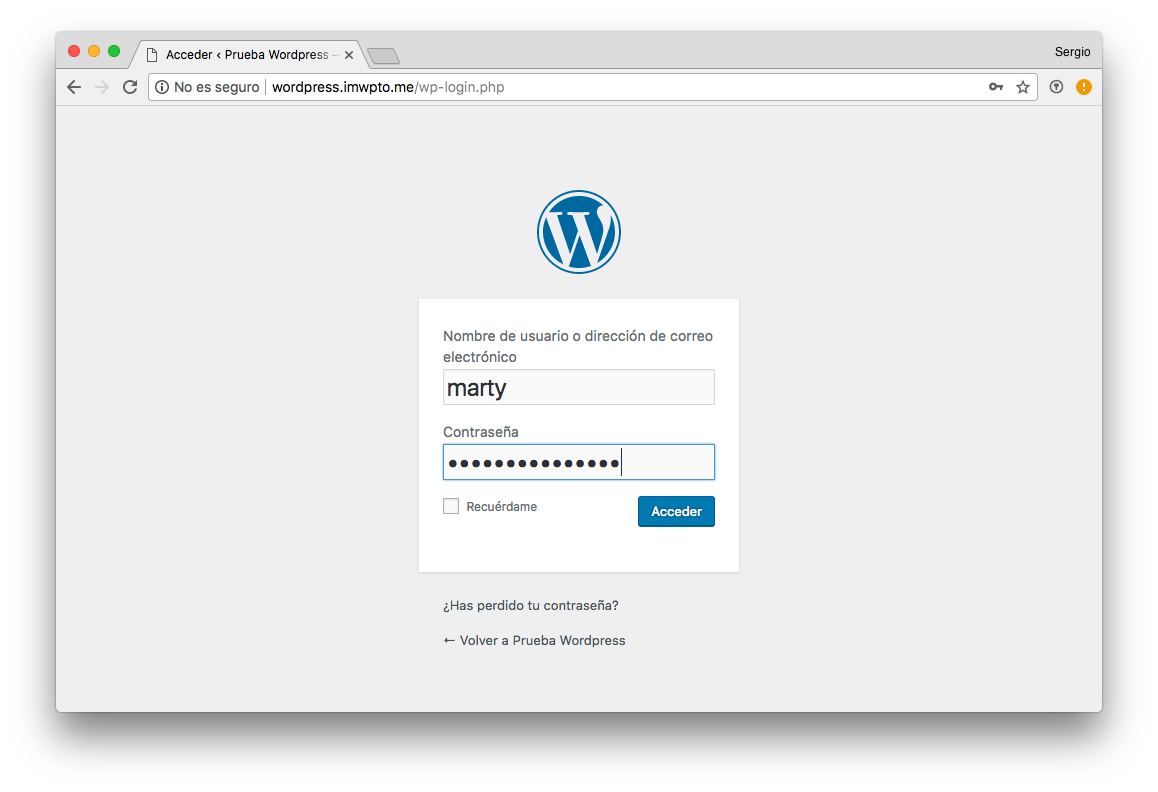 Acceder ‹ Prueba Wordpress –
Sergio
No es seguro | wordpress.imwpto.me/wp-login.php
Nombre de usuario o dirección de correo
electrónico
marty
Contraseña
•••••••••••••••
Recuérdame
Acceder
¿Has perdido tu contraseña?
← Volver a Prueba Wordpress